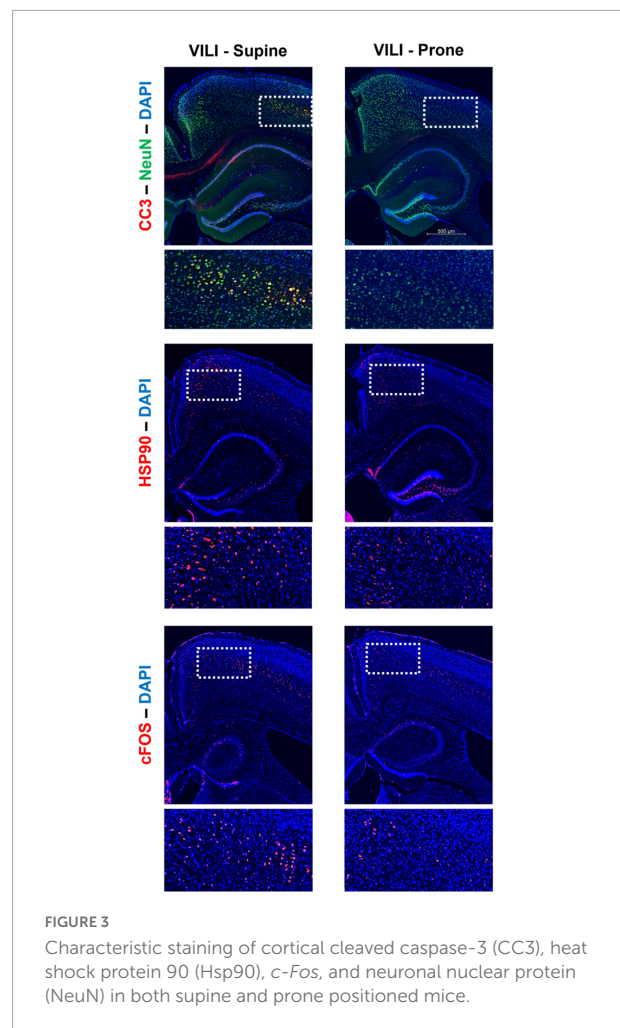 VILI - Supine VILI - Prone
CC3 – NeuN – DAPI
500 µm
HSP90 – DAPI
cFOS – DAPI
FIGURE 3
Characteristic staining of cortical cleaved caspase-3 (CC3), heat
shock protein 90 (Hsp90), c-Fos, and neuronal nuclear protein
(NeuN) in both supine and prone positioned mice.